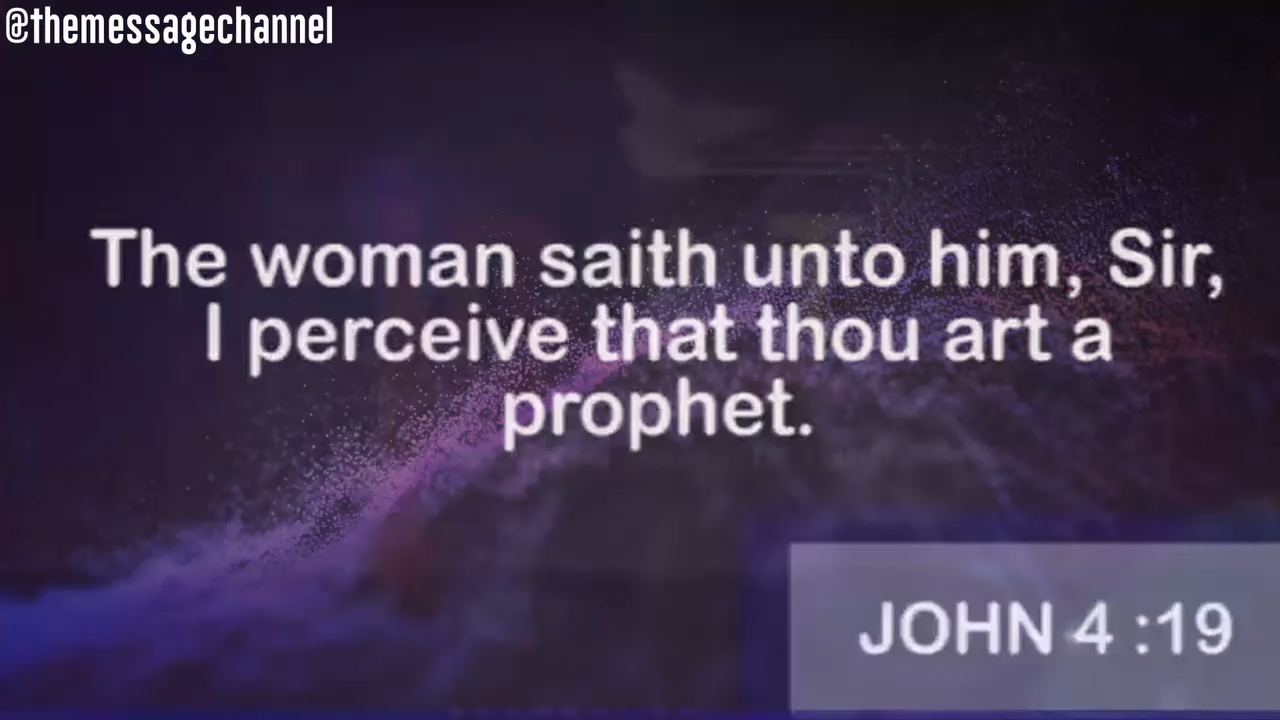 @themessagechannel
The woman saith unto him, Sir,
I perceive that thou art a
prophet.
JOHN 4 :19